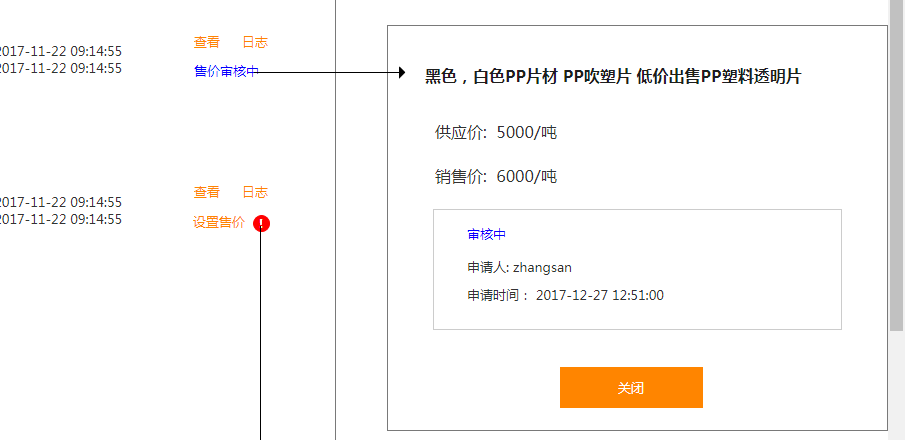 查看 日志
2017-11-22 09:14:55
2017-11-22 09:14:55
售价审核中
查看 日志
2017-11-22 09:14:55
2017-11-22 09:14:55
设置售价
黑色，白色PP片材 PP吹塑片 低价出售PP塑料透明片
供应价: 5000/吨
销售价: 6000/吨
审核中
申请人: zhangsan
申请时间： 2017-12-27 12:51:00
关闭